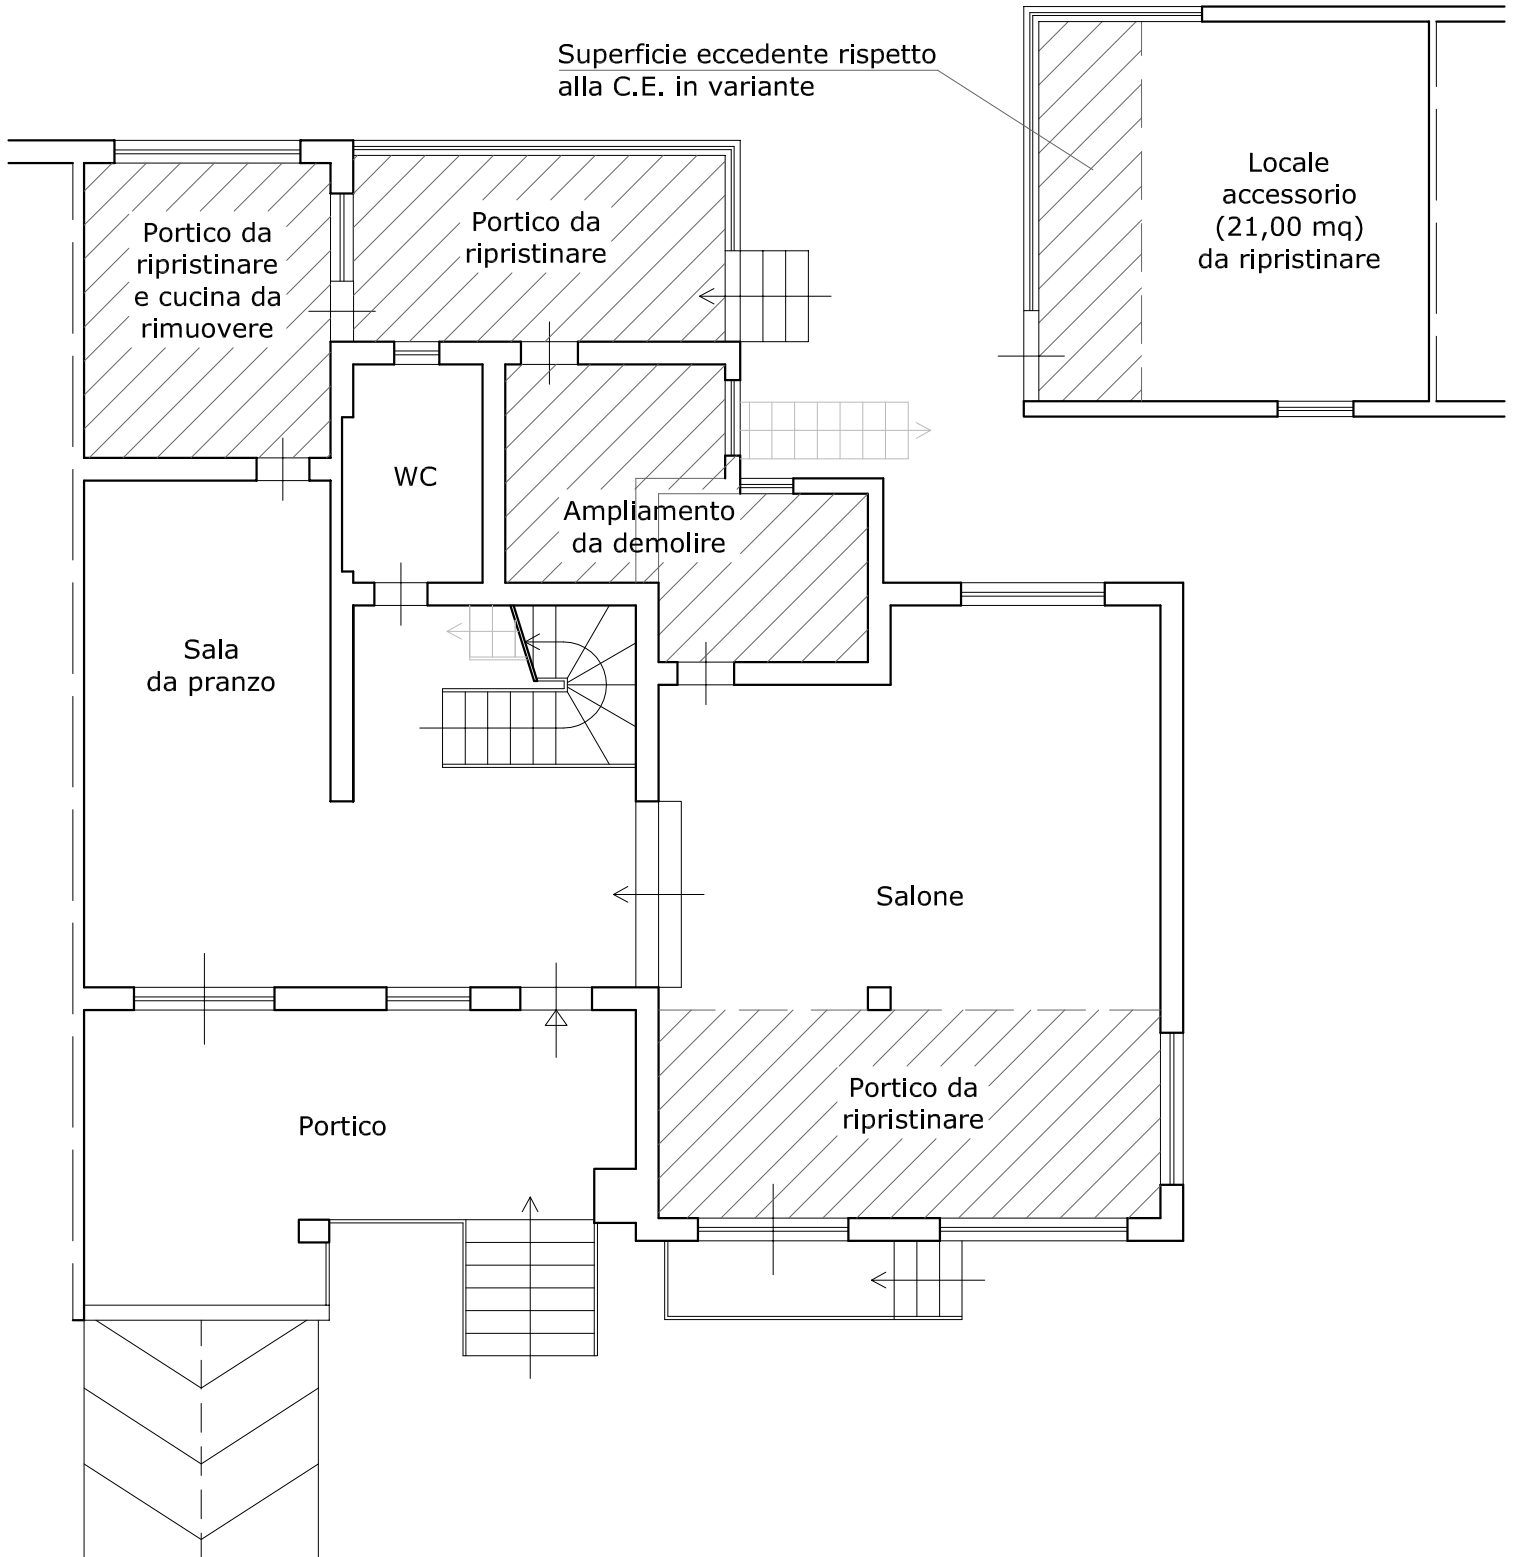 Superficie eccedente rispetto
alla C.E. in variante
Locale
accessorio
(21,00 mq)
da ripristinare
Portico da
ripristinare
e cucina da
rimuovere
Portico da
ripristinare
WC
Ampliamento
da demolire
Sala
da pranzo
Salone
Portico
Portico da
ripristinare